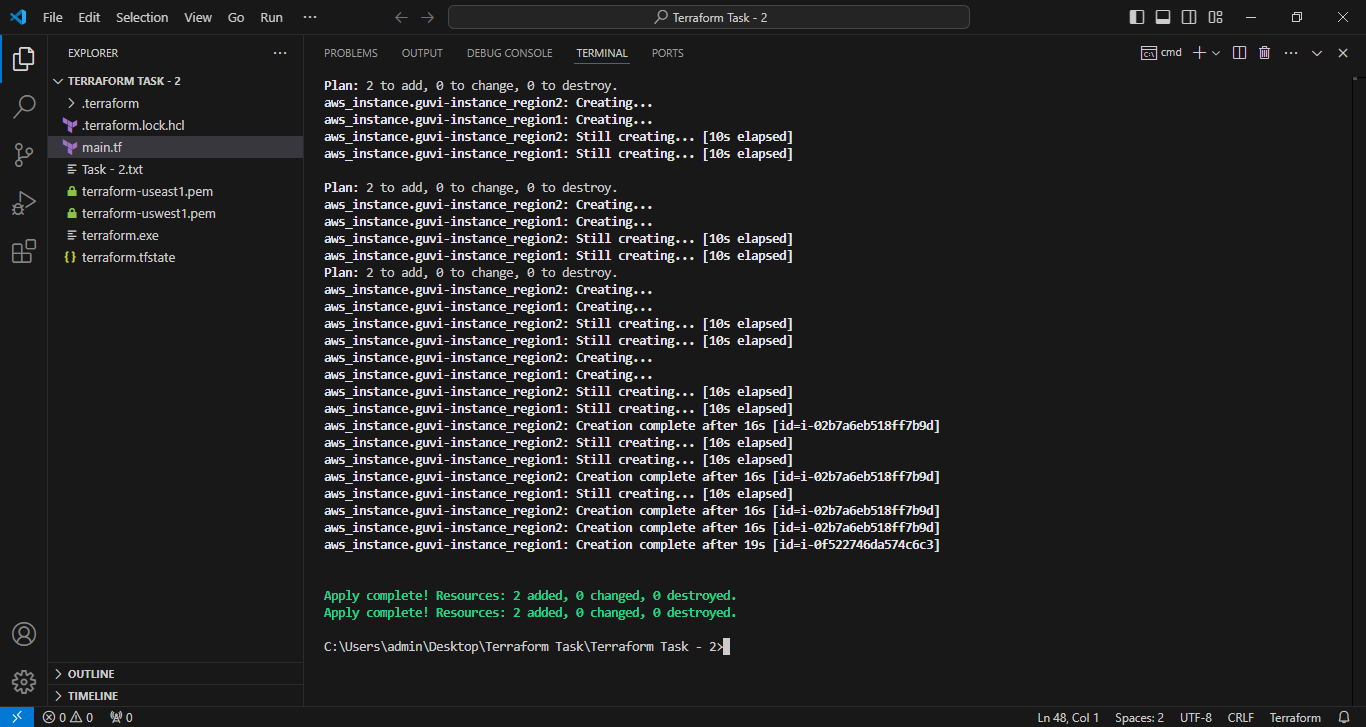 File Edit Selection View Go Run ···
Terraform Task - 2
EXPLORER ···
TERRAFORM TASK - 2
.terraform
.terraform.lock.hcl
main.tf
Task - 2.txt
terraform-useast1.pem
terraform-uswest1.pem
terraform.exe
{} terraform.tfstate
OUTLINE
TIMELINE
PROBLEMS OUTPUT DEBUG CONSOLE TERMINAL PORTS
cmd
Plan: 2 to add, 0 to change, 0 to destroy.
aws_instance.guvi-instance_region2: Creating...
aws_instance.guvi-instance_region1: Creating...
aws_instance.guvi-instance_region2: Still creating... [10s elapsed]
aws_instance.guvi-instance_region1: Still creating... [10s elapsed]
Plan: 2 to add, 0 to change, 0 to destroy.
aws_instance.guvi-instance_region2: Creating...
aws_instance.guvi-instance_region1: Creating...
aws_instance.guvi-instance_region2: Still creating... [10s elapsed]
aws_instance.guvi-instance_region1: Still creating... [10s elapsed]
Plan: 2 to add, 0 to change, 0 to destroy.
aws_instance.guvi-instance_region2: Creating...
aws_instance.guvi-instance_region1: Creating...
aws_instance.guvi-instance_region2: Still creating... [10s elapsed]
aws_instance.guvi-instance_region1: Still creating... [10s elapsed]
aws_instance.guvi-instance_region2: Creating...
aws_instance.guvi-instance_region1: Creating...
aws_instance.guvi-instance_region2: Still creating... [10s elapsed]
aws_instance.guvi-instance_region1: Still creating... [10s elapsed]
aws_instance.guvi-instance_region2: Creation complete after 16s [id=i-02b7a6eb518ff7b9d]
aws_instance.guvi-instance_region2: Still creating... [10s elapsed]
aws_instance.guvi-instance_region1: Still creating... [10s elapsed]
aws_instance.guvi-instance_region2: Creation complete after 16s [id=i-02b7a6eb518ff7b9d]
aws_instance.guvi-instance_region1: Still creating... [10s elapsed]
aws_instance.guvi-instance_region2: Creation complete after 16s [id=i-02b7a6eb518ff7b9d]
aws_instance.guvi-instance_region2: Creation complete after 16s [id=i-02b7a6eb518ff7b9d]
aws_instance.guvi-instance_region1: Creation complete after 19s [id=i-0f522746da574c6c3]
Apply complete! Resources: 2 added, 0 changed, 0 destroyed.
Apply complete! Resources: 2 added, 0 changed, 0 destroyed.
C:\Users\admin\Desktop\Terraform Task\Terraform Task - 2>
0 0 0
Ln 48, Col 1 Spaces: 2 UTF-8 CRLF Terraform